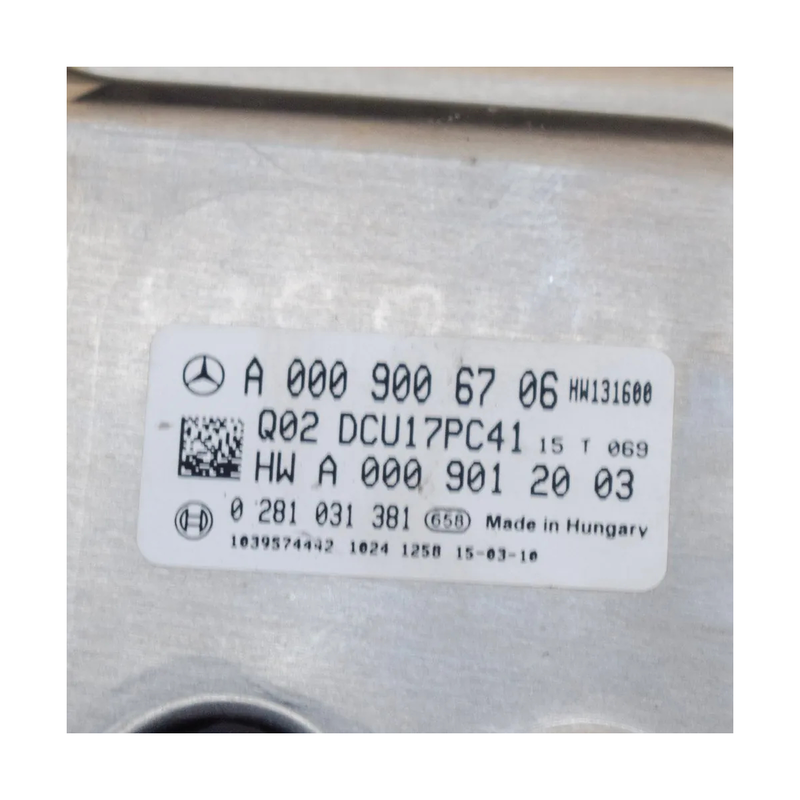 A 000 900 67 06 HW131600
Q02 DCU17PC41 15 T 069
HW A 000 901 20 03
0 281 031 381 658 Made in Hungary
1039574442 1024 1258 15-03-10